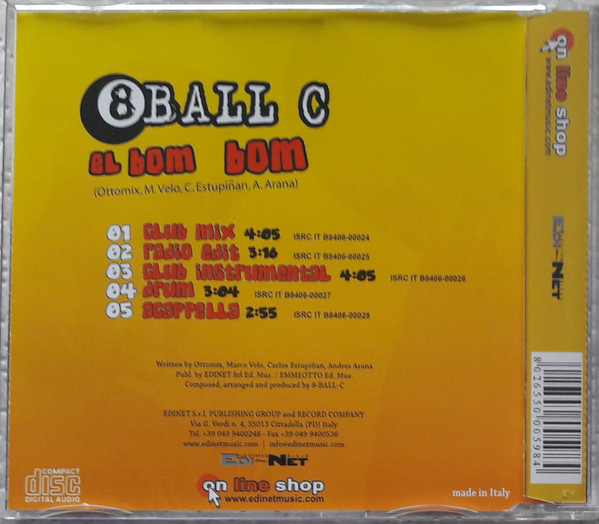 8 BALL C
el bom bom
(Ottomix, M. Velo, C. Estupiñan, A. Arana)
01 club mix 4:05 ISRC IT B8406-00024
02 radio edit 3:16 ISRC IT B8406-00025
03 club instrumental 4:05 ISRC IT B8406-00026
04 drum 3:04 ISRC IT B8406-00027
05 acappella 2:55 ISRC IT B8406-00028
Written by Ottomix, Marco Velo, Carlos Estupiñan, Andres Arana
Publ. by EDINET Srl Ed. Mus. / EMMEOTTO Ed. Mus.
Composed, arranged and produced by 8-BALL-C
EDINET S.r.l. PUBLISHING GROUP and RECORD COMPANY
Via G. Verdi n. 4, 35013 Cittadella (PD) Italy
Tel. +39 049 9400248 - Fax +39 049 9400536
www.edinetmusic.com | info@edinetmusic.com
EDI-NET
on line shop
www.edinetmusic.com
COMPACT
disc
DIGITAL AUDIO
made in Italy
on line shop
www.edinetmusic.com
EDI-NET
8026550005984